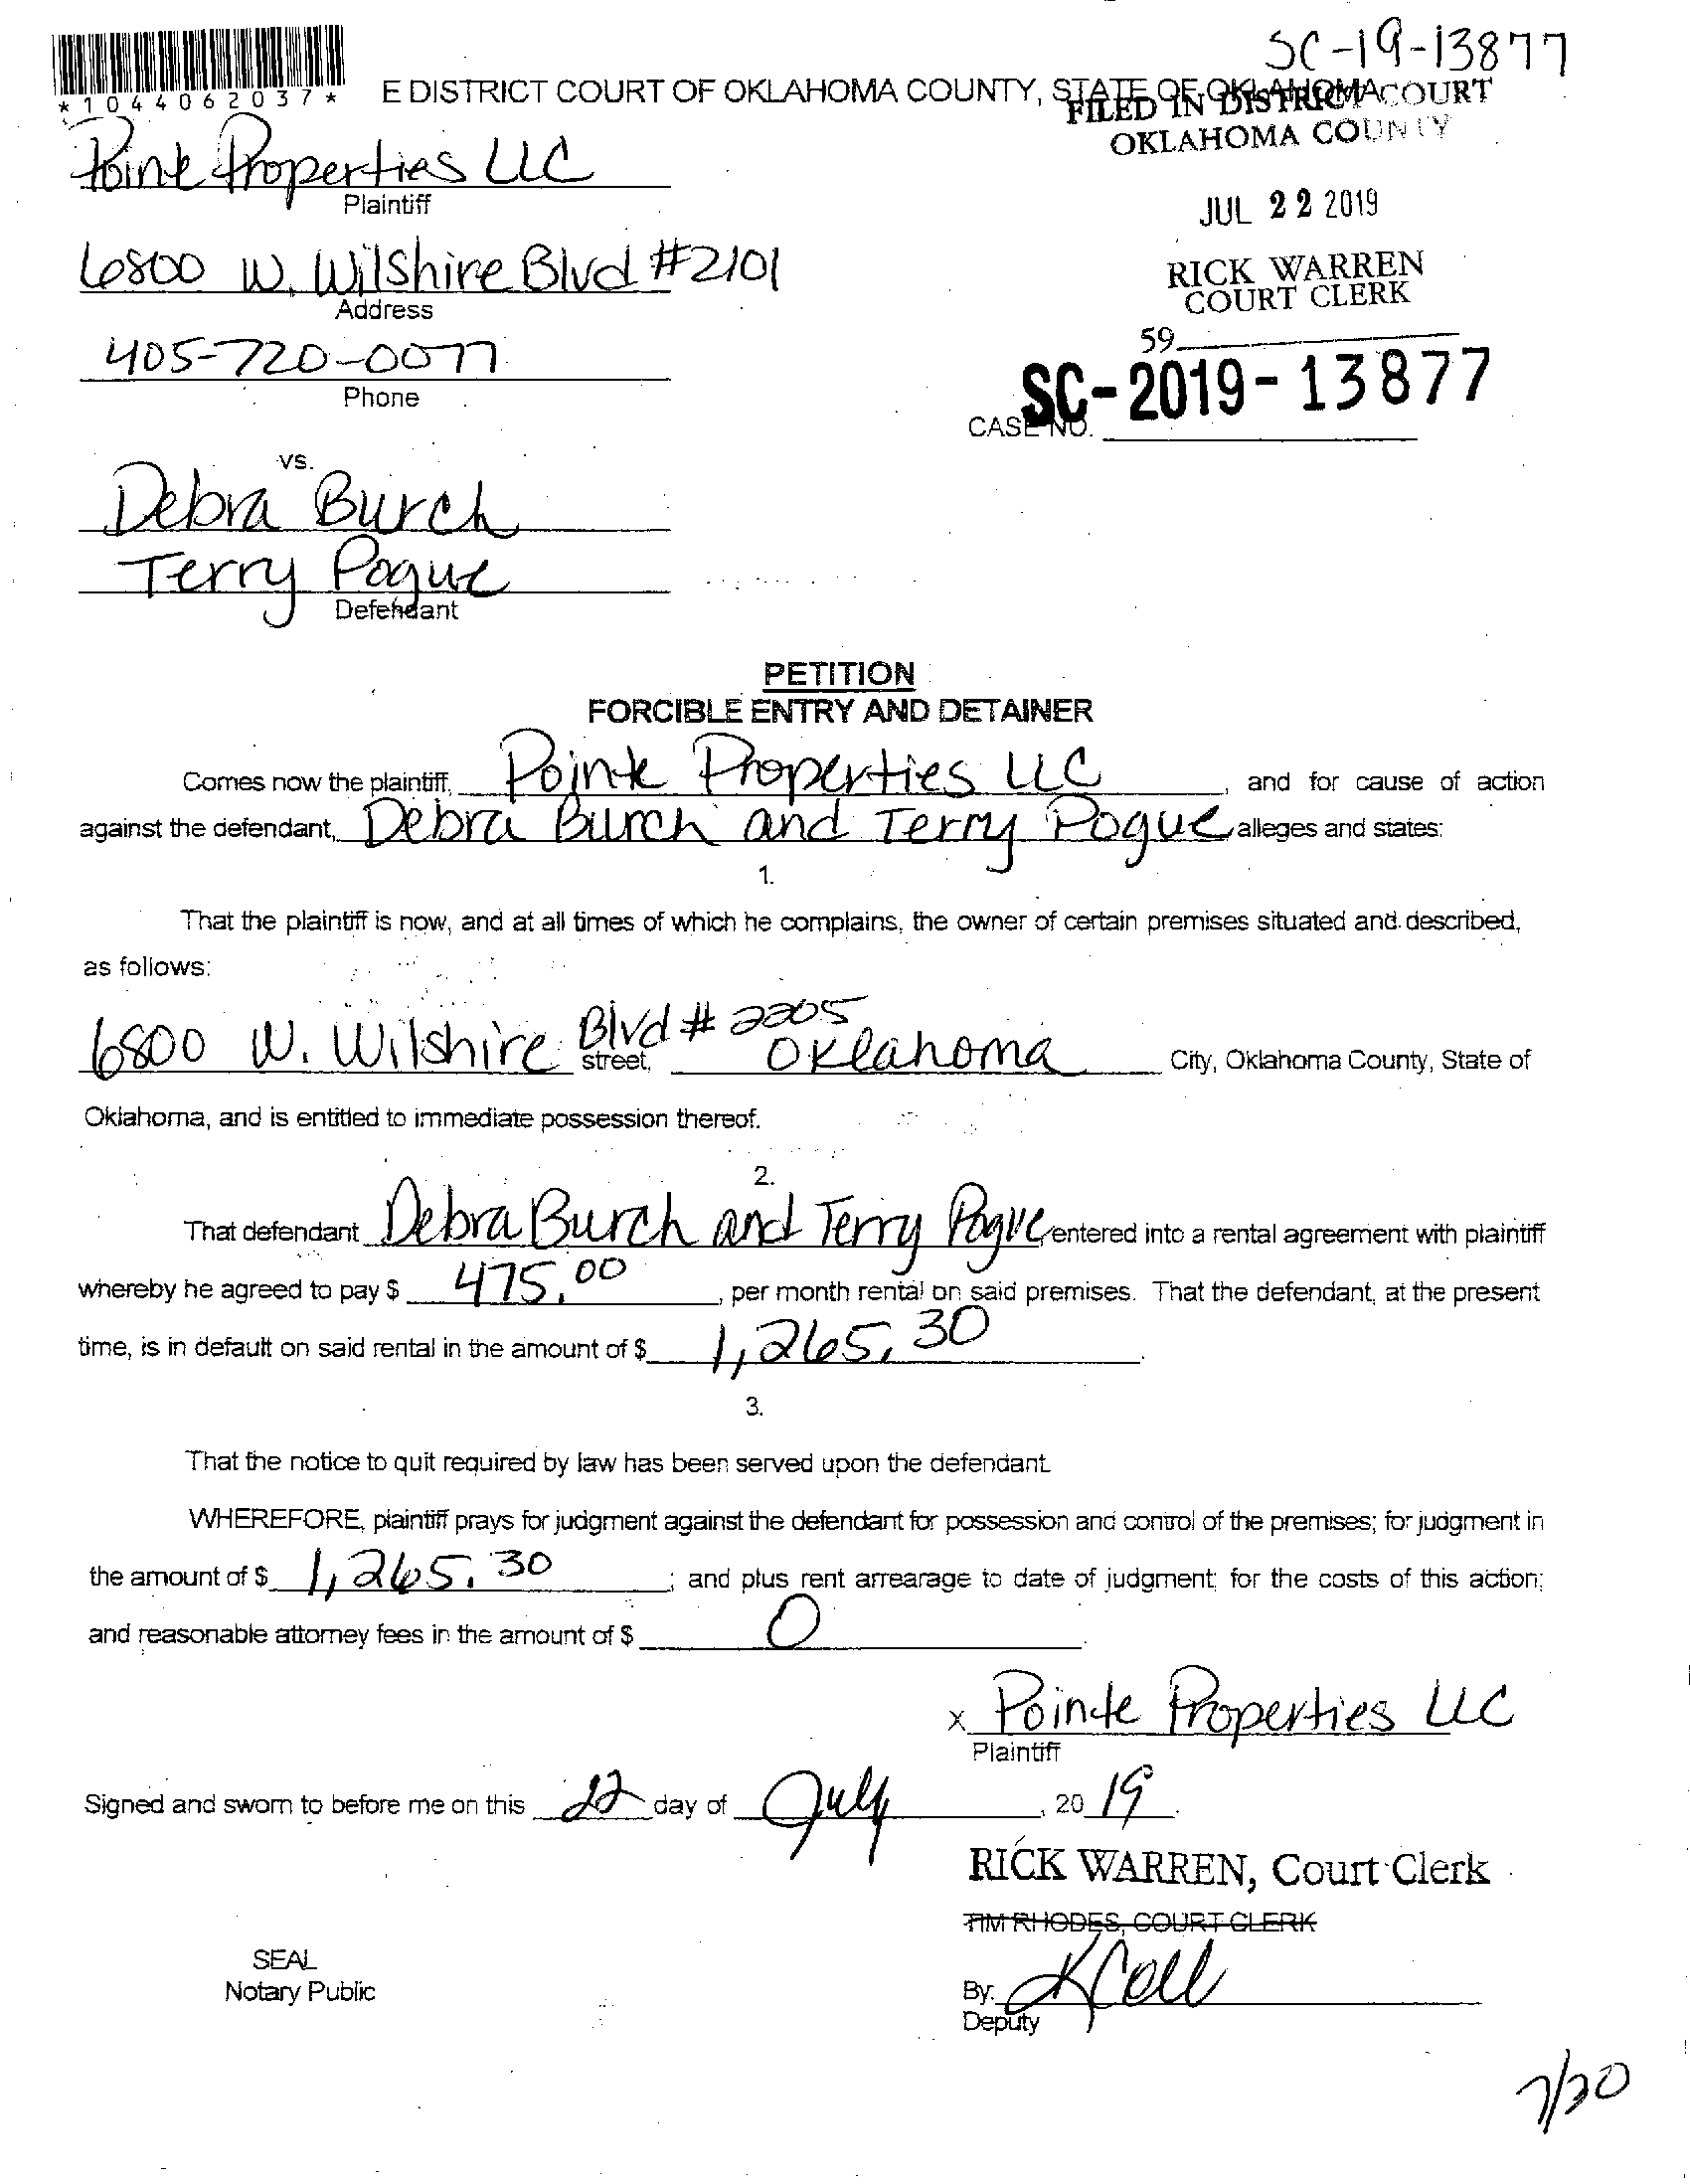 SC-19-13877
*1044062037*
E DISTRICT COURT OF OKLAHOMA COUNTY, STATE OF OKLAHOMA
FILED IN DISTRICT COURT
OKLAHOMA COUNTY
Pointe Properties LLC
Plaintiff
JUL 22 2019
6800 W. Wilshire Blvd #2101
Address
RICK WARREN
COURT CLERK
405-720-0077
Phone
59
SC-2019-13877
CASE NO.
vs.
Debra Burch
Terry Pogue
Defendant
PETITION
FORCIBLE ENTRY AND DETAINER
Comes now the plaintiff, Pointe Properties LLC, and for cause of action
against the defendant, Debra Burch and Terry Pogue alleges and states:
1.
That the plaintiff is now, and at all times of which he complains, the owner of certain premises situated and described,
as follows:
6800 W. Wilshire Blvd # 2205 street, Oklahoma City, Oklahoma County, State of
Oklahoma, and is entitled to immediate possession thereof.
2.
That defendant Debra Burch and Terry Pogue entered into a rental agreement with plaintiff
whereby he agreed to pay $ 475.00, per month rental on said premises. That the defendant, at the present
time, is in default on said rental in the amount of $ 1,265.30.
3.
That the notice to quit required by law has been served upon the defendant.
WHEREFORE, plaintiff prays for judgment against the defendant for possession and control of the premises; for judgment in
the amount of $ 1,265.30; and plus rent arrearage to date of judgment; for the costs of this action;
and reasonable attorney fees in the amount of $ 0.
x Pointe Properties LLC
Plaintiff
Signed and sworn to before me on this 22 day of July, 20 19.
RICK WARREN, Court Clerk
TIM RHODES, COURT CLERK
SEAL
Notary Public
By:
Deputy
7/30